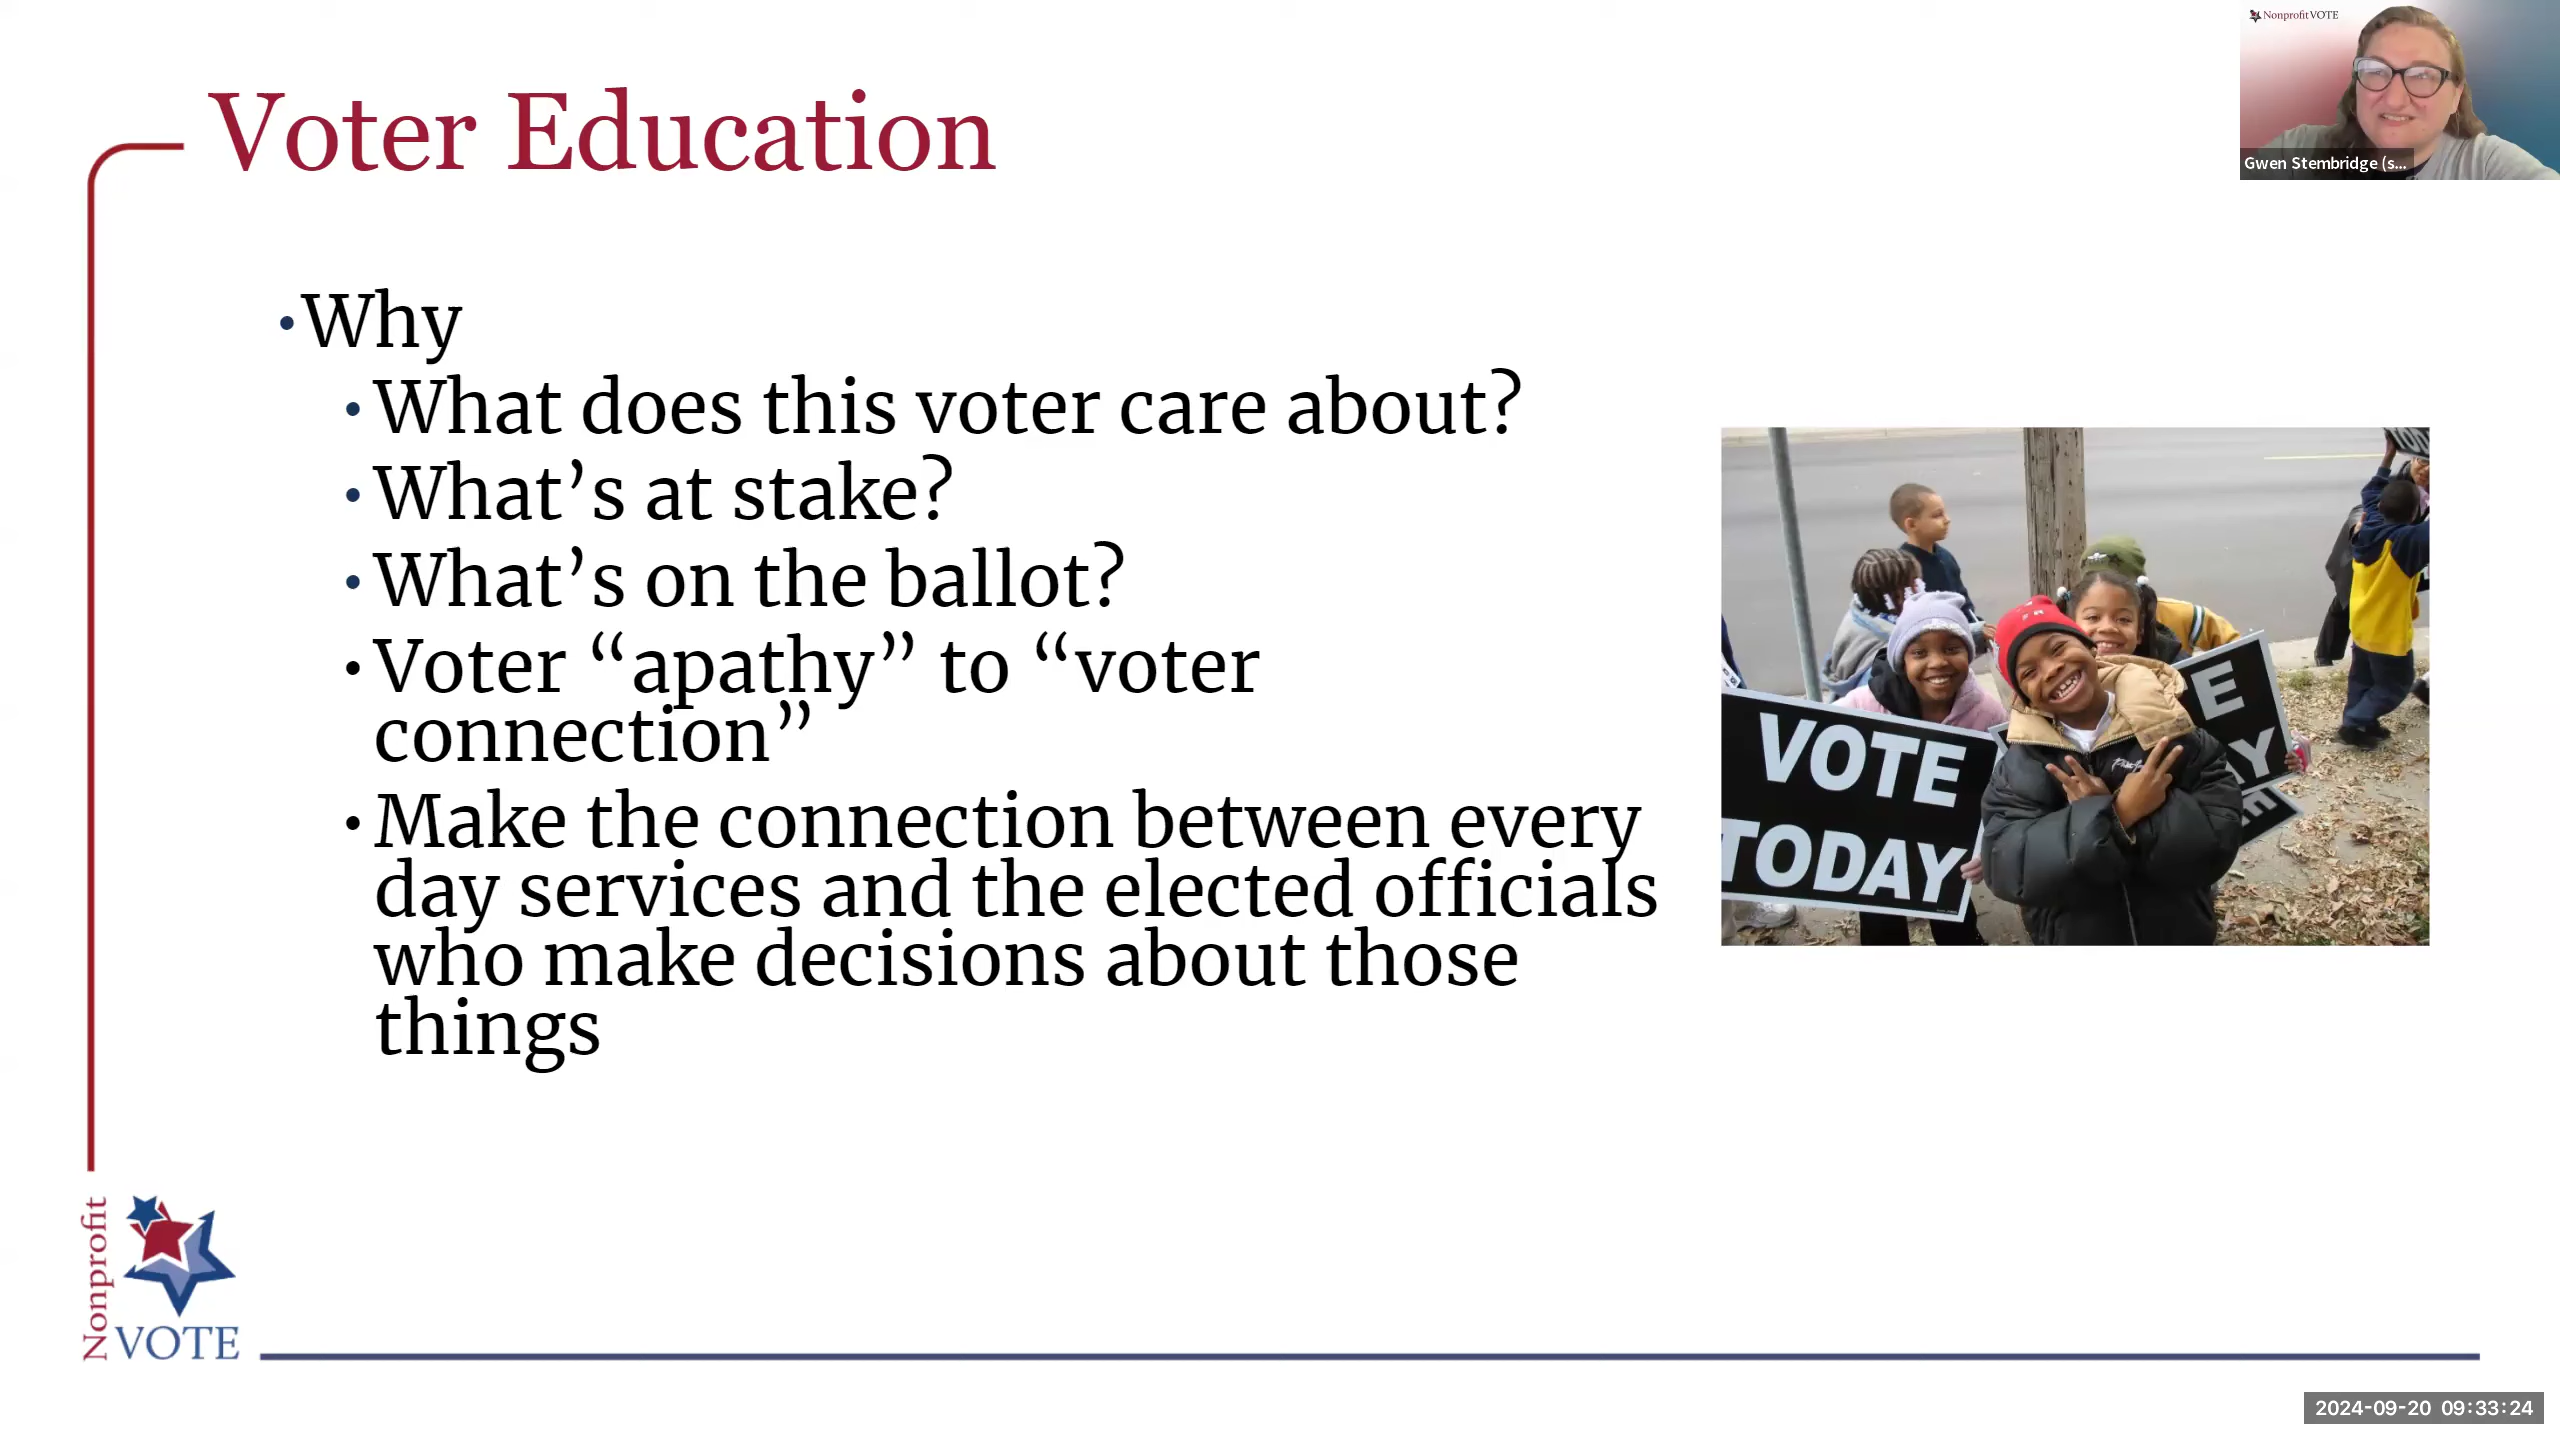 Nonprofit VOTE
Gwen Stembridge (s...
Voter Education
•Why
•What does this voter care about?
•What’s at stake?
•What’s on the ballot?
•Voter “apathy” to “voter
connection”
•Make the connection between every
day services and the elected officials
who make decisions about those
things
VOTE
TODAY
E
Y
E
Nonprofit
VOTE
2024-09-20 09:33:24